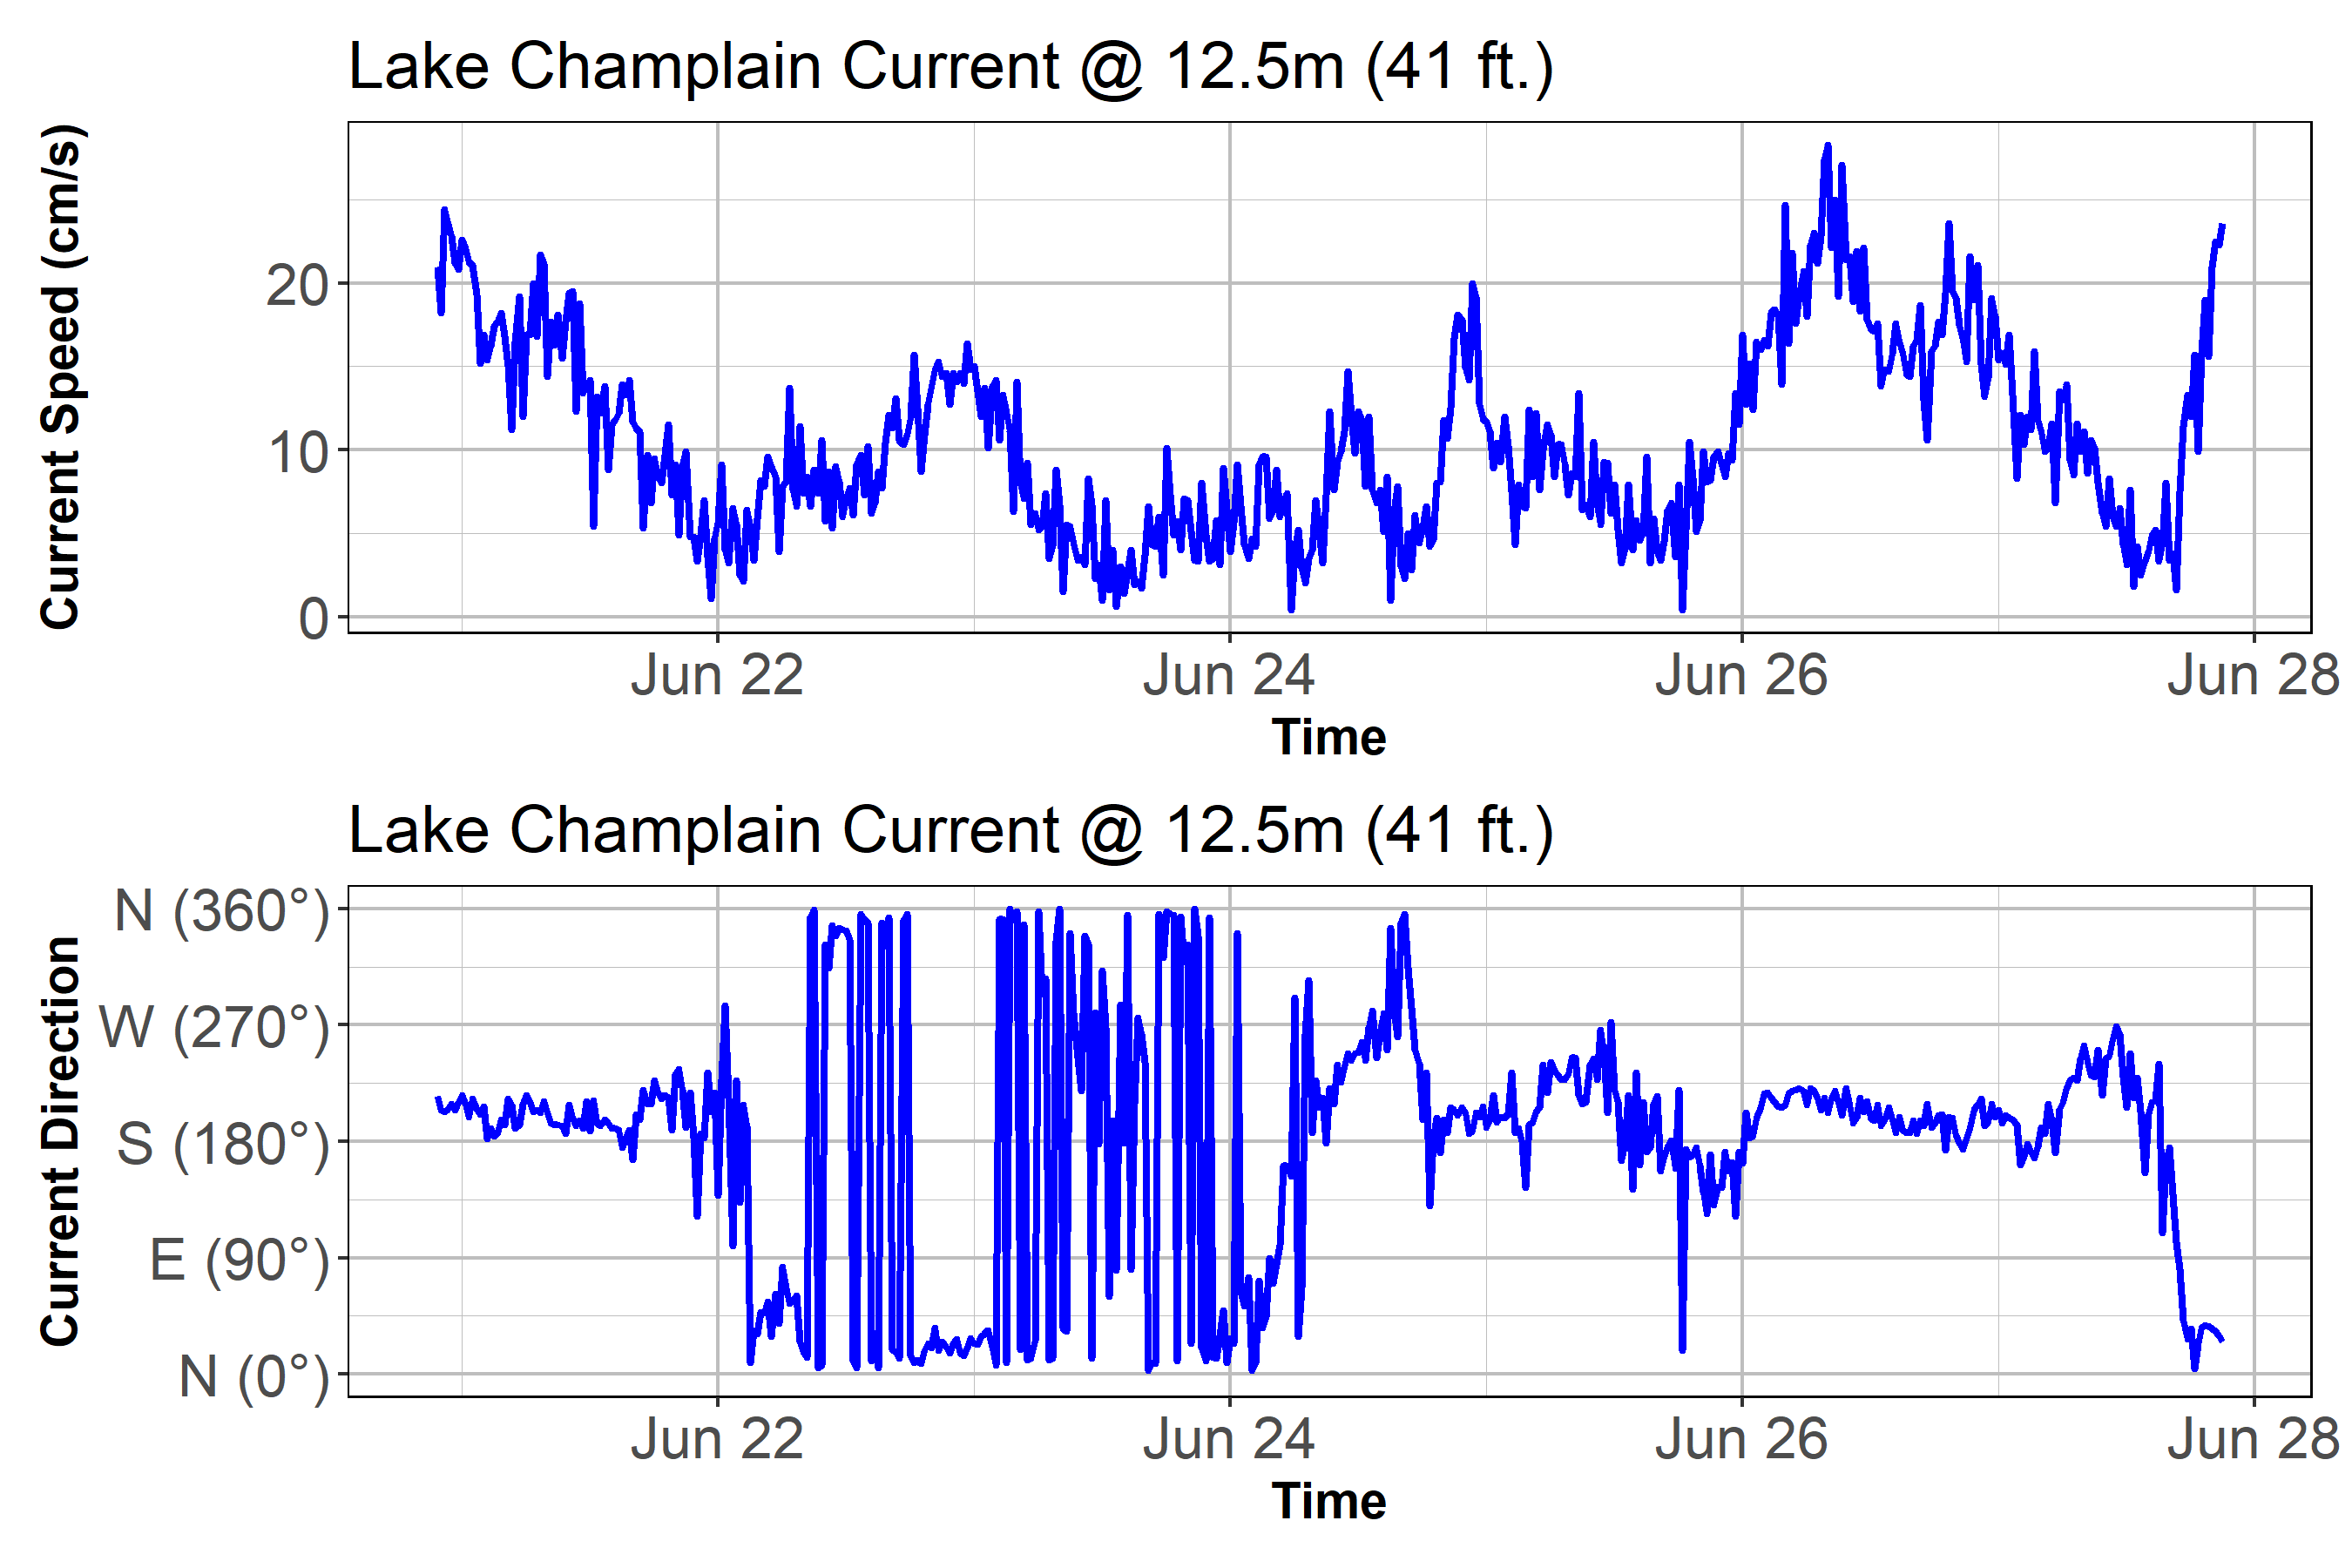 Lake Champlain Current @ 12.5m (41 ft.)
Current Speed (cm/s)
20
10
0
Jun 22 Jun 24 Jun 26 Jun 28
Time
Lake Champlain Current @ 12.5m (41 ft.)
Current Direction
N (360°)
W (270°)
S (180°)
E (90°)
N (0°)
Jun 22 Jun 24 Jun 26 Jun 28
Time